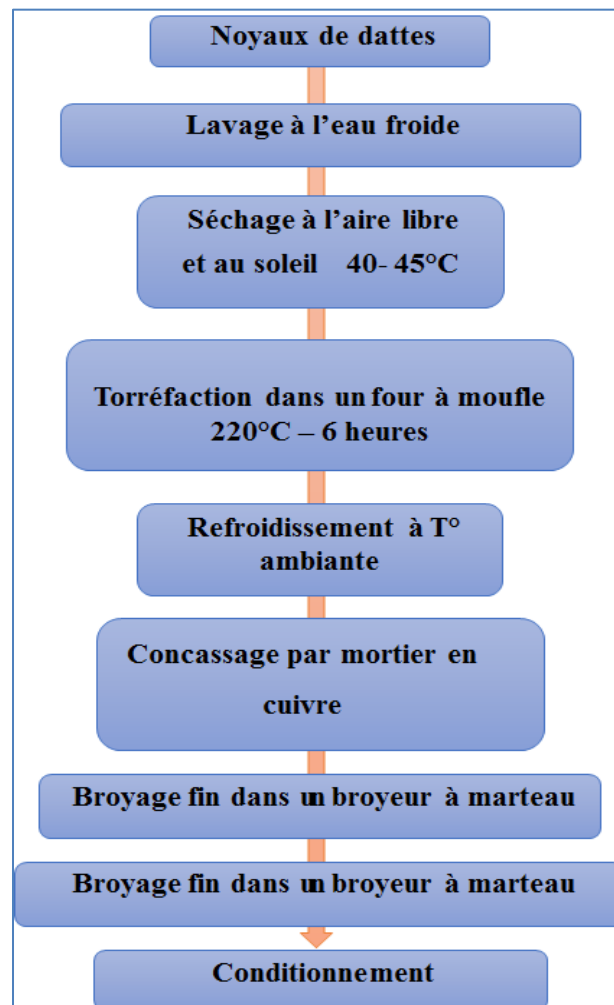 Noyaux de dattes
Lavage à l'eau froide
Séchage à l'aire libre
et au soleil 40- 45°C
Torréfaction dans un four à moufle
220°C – 6 heures
Refroidissement à T°
ambiante
Concassage par mortier en
cuivre
Broyage fin dans un broyeur à marteau
Broyage fin dans un broyeur à marteau
Conditionnement